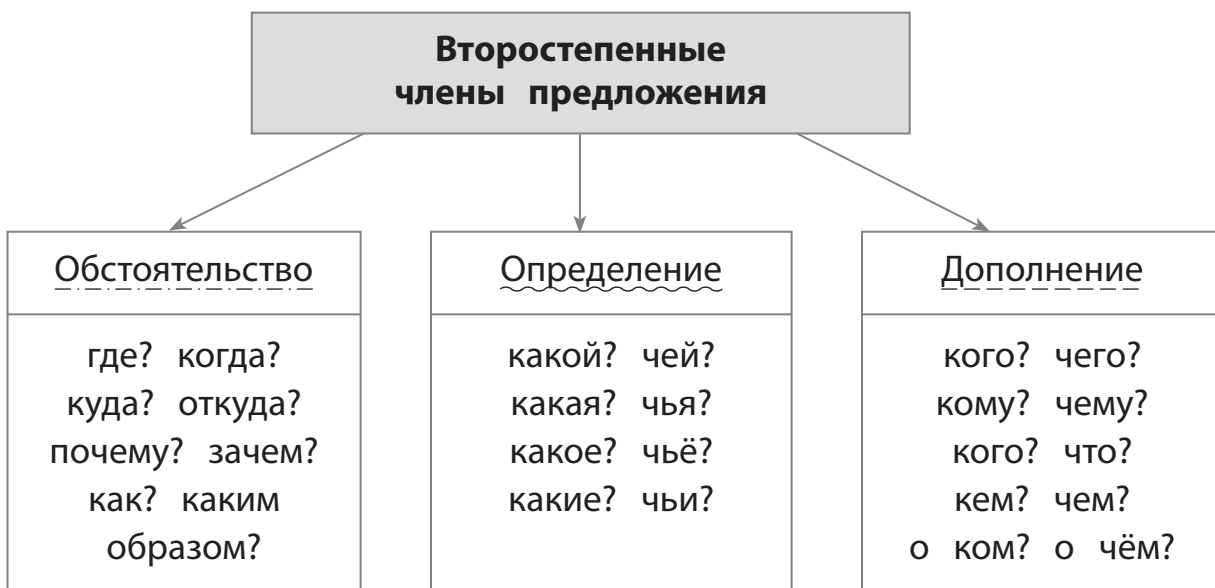 Второстепенные
члены предложения
Обстоятельство
где? когда?
куда? откуда?
почему? зачем?
как? каким
образом?
Определение
какой? чей?
какая? чья?
какое? чьё?
какие? чьи?
Дополнение
кого? чего?
кому? чему?
кого? что?
кем? чем?
о ком? о чём?